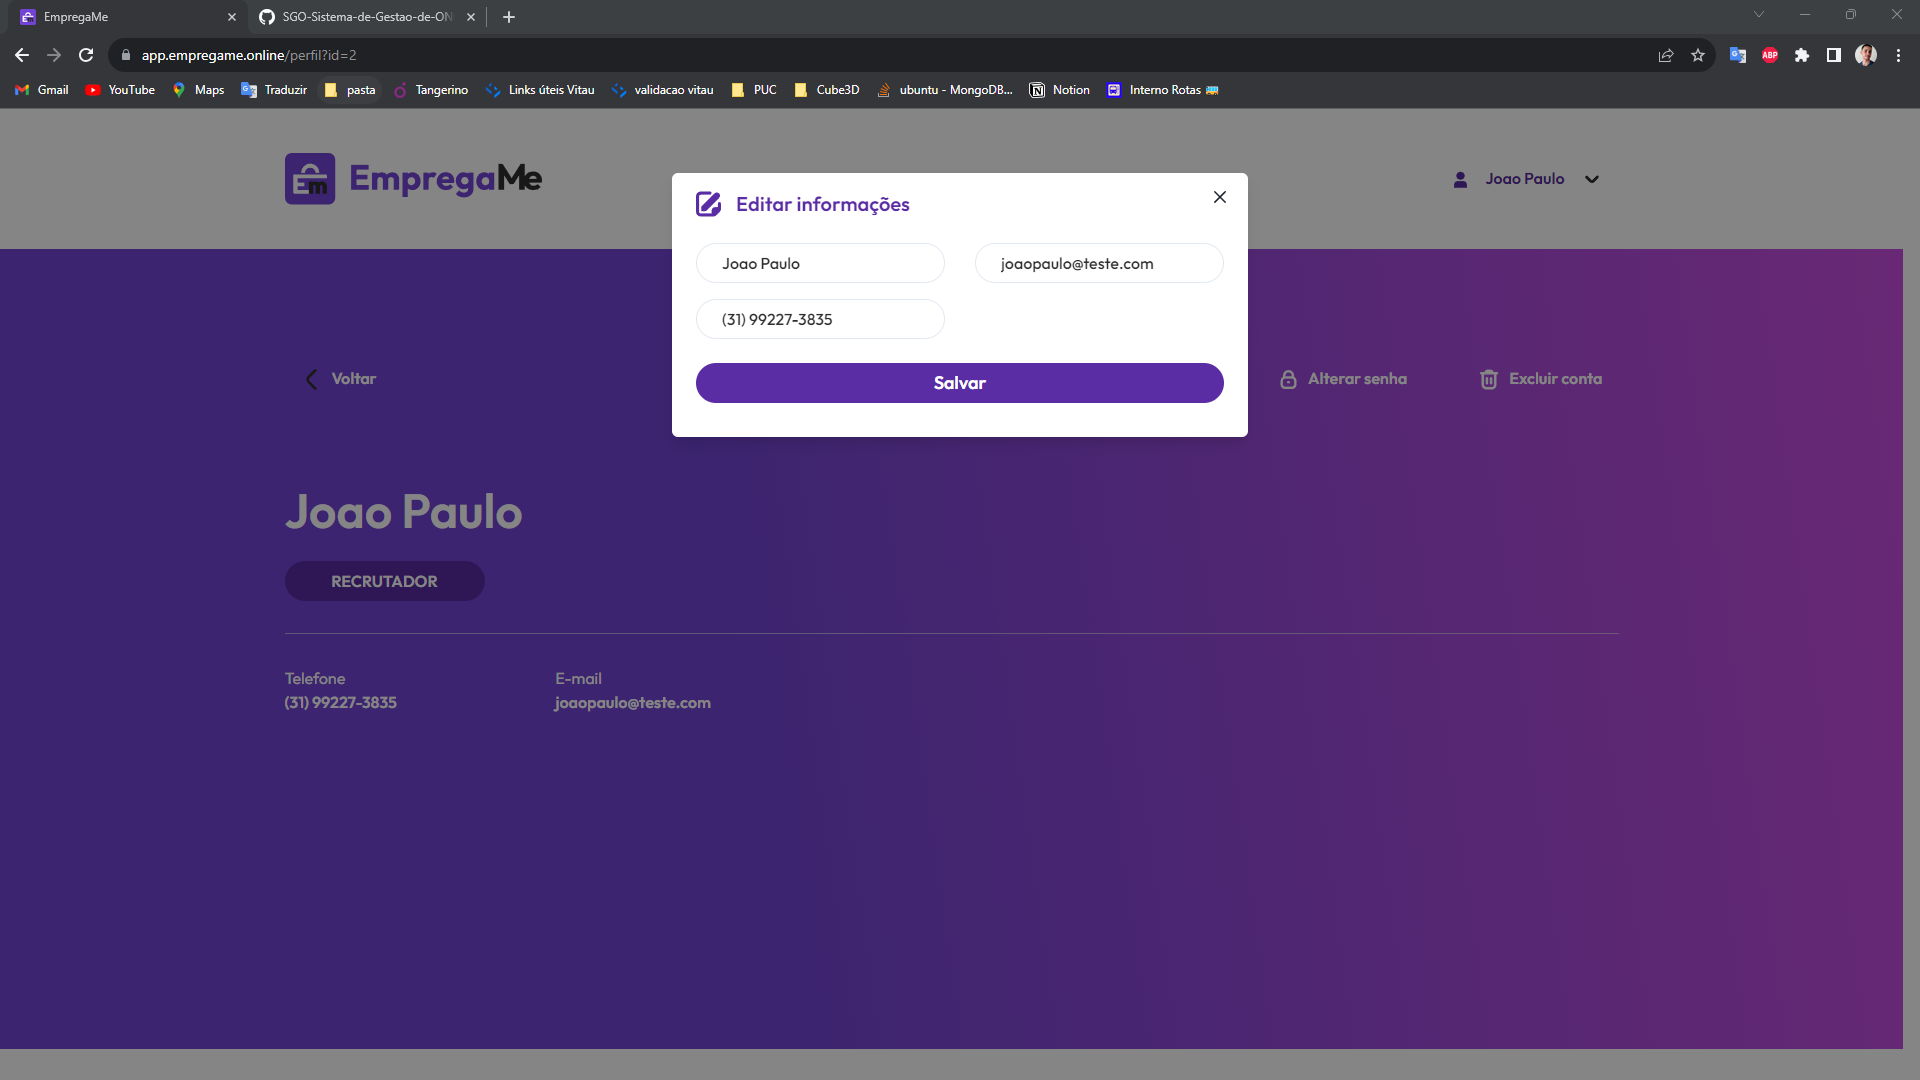 EmpregaMe
SGO-Sistema-de-Gestao-de-ON
app.empregame.online/perfil?id=2
Gmail YouTube Maps Traduzir pasta Tangerino Links úteis Vitau validacao vitau PUC Cube3D ubuntu - MongoDB... Notion Interno Rotas
EmpregaMe
Joao Paulo
Editar informações
Joao Paulo
joaopaulo@teste.com
(31) 99227-3835
Salvar
Voltar
Alterar senha
Excluir conta
Joao Paulo
RECRUTADOR
Telefone
(31) 99227-3835
E-mail
joaopaulo@teste.com